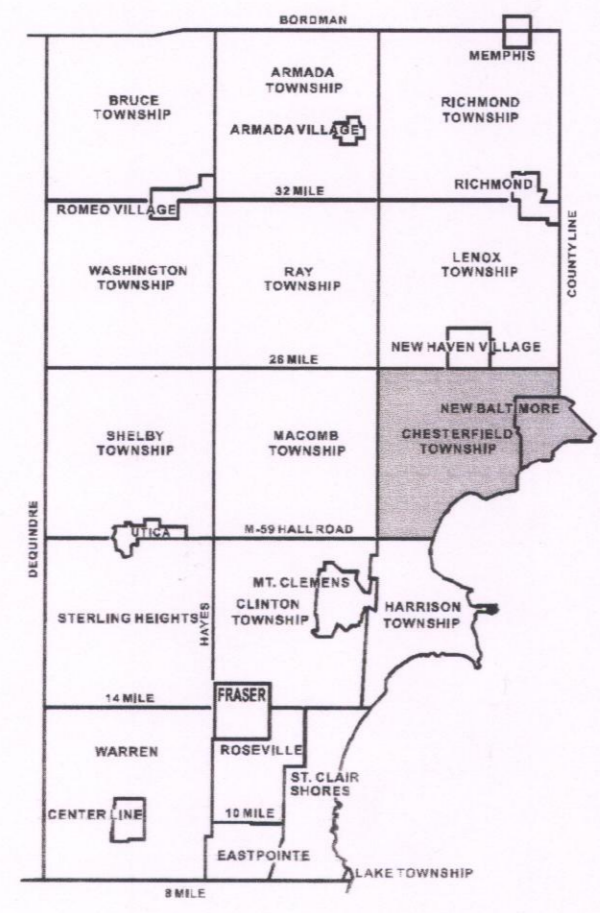 BORDMAN
MEMPHIS
ARMADA
TOWNSHIP
BRUCE
TOWNSHIP
RICHMOND
TOWNSHIP
ARMADA VILLAGE
RICHMOND
32 MILE
ROMEO VILLAGE
COUNTY LINE
WASHINGTON
TOWNSHIP
RAY
TOWNSHIP
LENOX
TOWNSHIP
NEW HAVEN VILLAGE
26 MILE
NEW BALTIMORE
SHELBY
TOWNSHIP
MACOMB
TOWNSHIP
CHESTERFIELD
TOWNSHIP
UTICA
M-59 HALL ROAD
DEQUINDRE
MT. CLEMENS
STERLING HEIGHTS
HAYES
CLINTON
TOWNSHIP
HARRISON
TOWNSHIP
14 MILE
FRASER
WARREN
ROSEVILLE
ST. CLAIR
SHORES
CENTER LINE
10 MILE
EASTPOINTE
LAKE TOWNSHIP
8 MILE